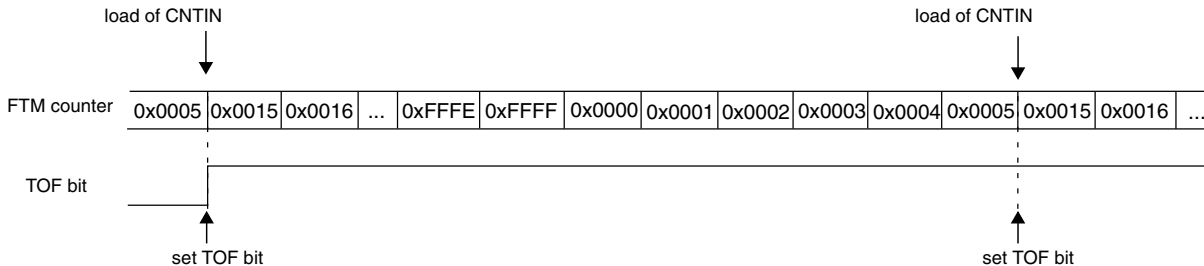 load of CNTIN load of CNTIN
FTM counter 0x0005 0x0015 0x0016 ... 0xFFFE 0xFFFF 0x0000 0x0001 0x0002 0x0003 0x0004 0x0005 0x0015 0x0016 ...
TOF bit
set TOF bit set TOF bit